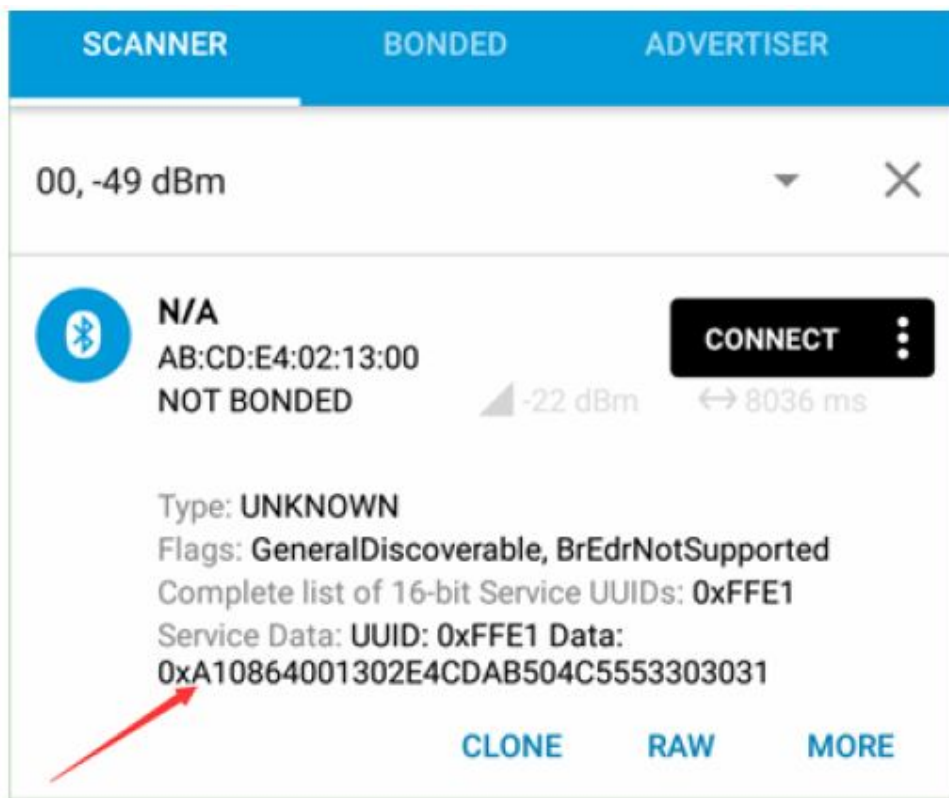 SCANNER BONDED ADVERTISER
00, -49 dBm
N/A
CONNECT
AB:CD:E4:02:13:00
NOT BONDED -22 dBm 8036 ms
Type: UNKNOWN
Flags: GeneralDiscoverable, BrEdrNotSupported
Complete list of 16-bit Service UUIDs: 0xFFE1
Service Data: UUID: 0xFFE1 Data:
0xA10864001302E4CDAB504C5553303031
CLONE RAW MORE